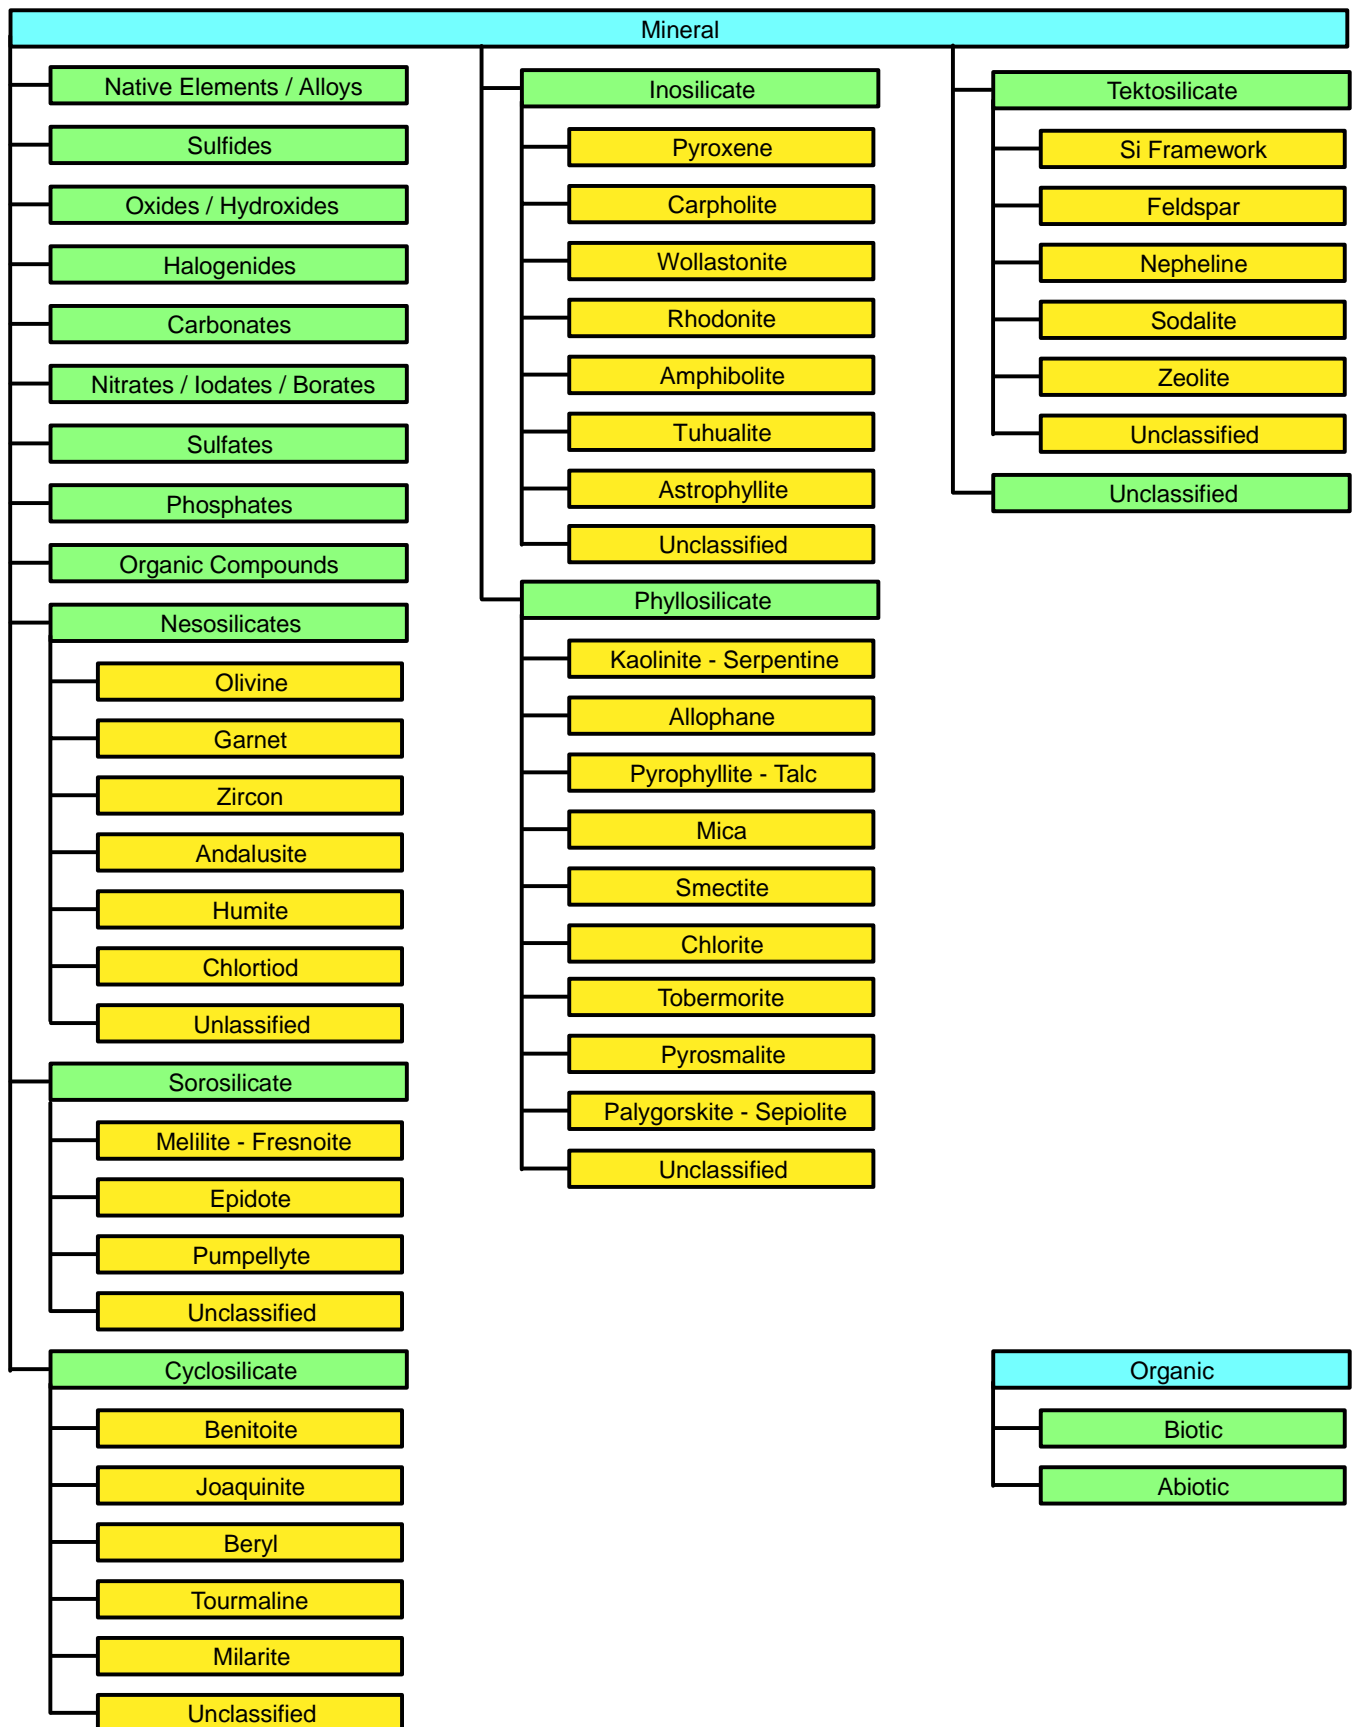 Mineral
Native Elements / Alloys
Sulfides
Oxides / Hydroxides
Halogenides
Carbonates
Nitrates / Iodates / Borates
Sulfates
Phosphates
Organic Compounds
Nesosilicates
Olivine
Garnet
Zircon
Andalusite
Humite
Chlortiod
Unlassified
Sorosilicate
Melilite - Fresnoite
Epidote
Pumpellyte
Unclassified
Cyclosilicate
Benitoite
Joaquinite
Beryl
Tourmaline
Milarite
Unclassified
Inosilicate
Pyroxene
Carpholite
Wollastonite
Rhodonite
Amphibolite
Tuhualite
Astrophyllite
Unclassified
Phyllosilicate
Kaolinite - Serpentine
Allophane
Pyrophyllite - Talc
Mica
Smectite
Chlorite
Tobermorite
Pyrosmalite
Palygorskite - Sepiolite
Unclassified
Tektosilicate
Si Framework
Feldspar
Nepheline
Sodalite
Zeolite
Unclassified
Unclassified
Organic
Biotic
Abiotic